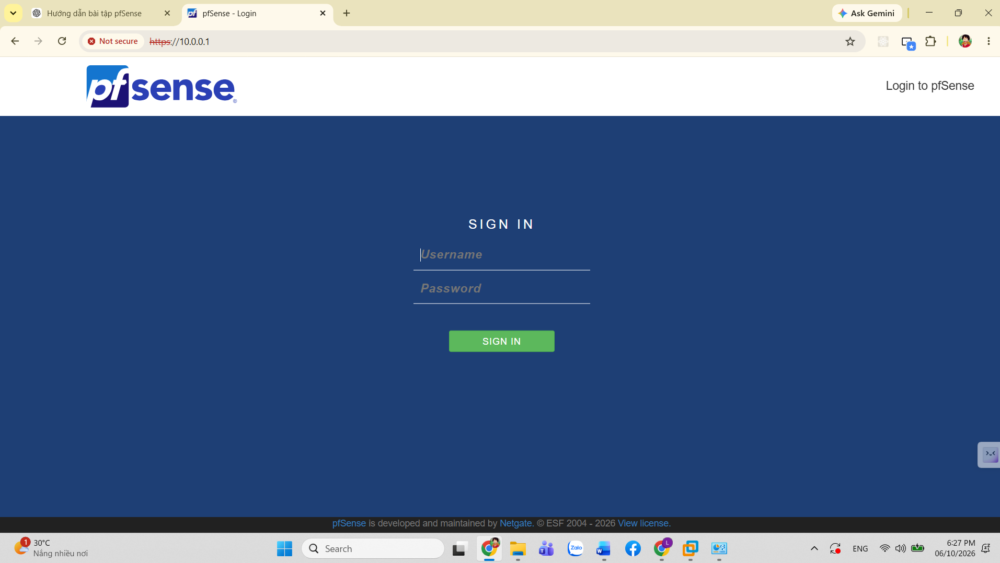 Hướng dẫn bài tập pfSense
pfSense - Login
Ask Gemini
Not secure
https://10.0.0.1
pfsense®
Login to pfSense
SIGN IN
Username
Password
SIGN IN
pfSense is developed and maintained by Netgate. © ESF 2004 - 2026 View license.
1
30°C
Nắng nhiều nơi
Search
T
Zalo
W
L
ENG
6:27 PM
06/10/2026